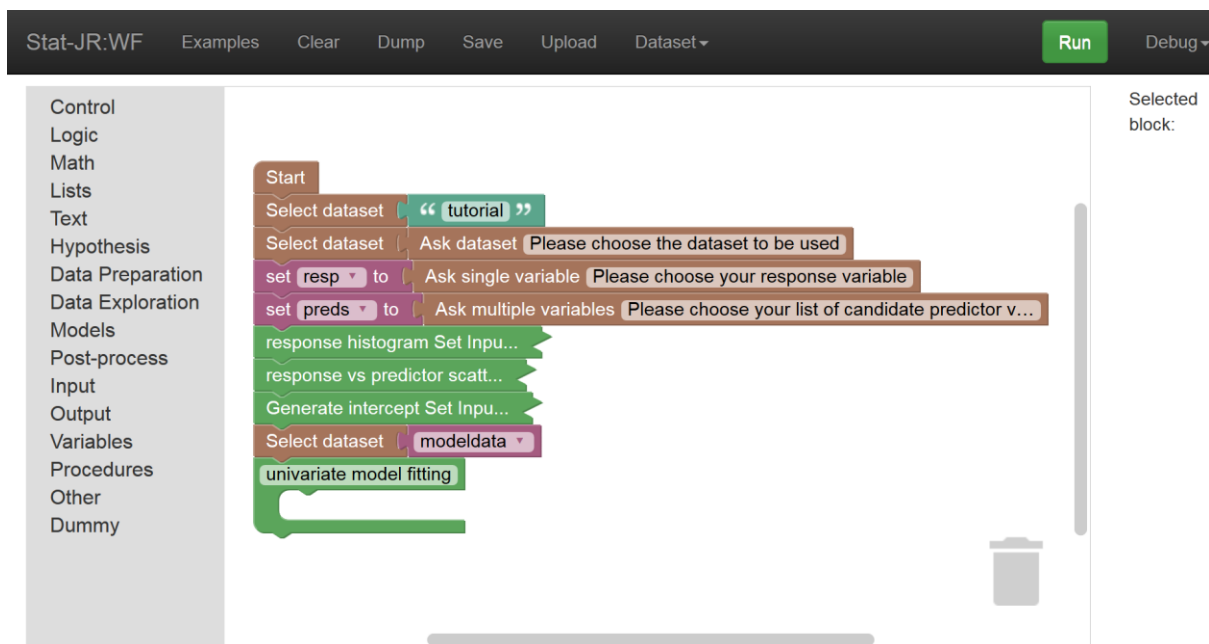 Stat-JR:WF Examples Clear Dump Save Upload Dataset Run Debug
Control
Logic
Math
Lists
Text
Hypothesis
Data Preparation
Data Exploration
Models
Post-process
Input
Output
Variables
Procedures
Other
Dummy
Start
Select dataset “ tutorial ”
Select dataset Ask dataset Please choose the dataset to be used
set resp to Ask single variable Please choose your response variable
set preds to Ask multiple variables Please choose your list of candidate predictor v...
response histogram Set Inpu...
response vs predictor scatt...
Generate intercept Set Inpu...
Select dataset modeldata
univariate model fitting
Selected
block: